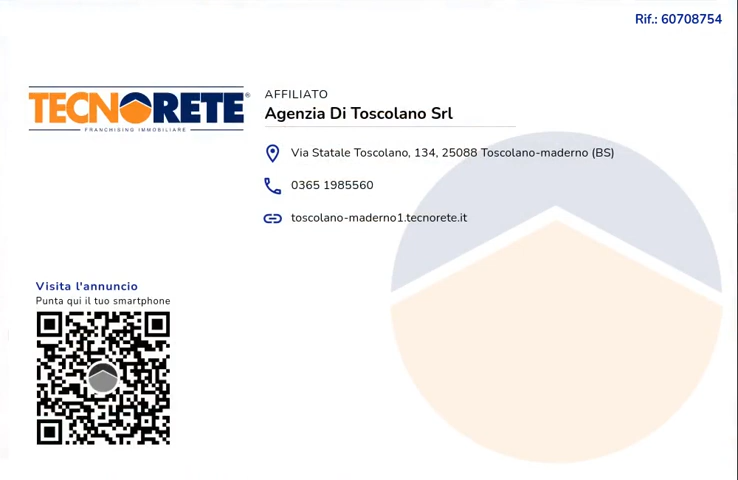 Rif.: 60708754
TECNORETE®
FRANCHISING IMMOBILIARE
AFFILIATO
Agenzia Di Toscolano Srl
Via Statale Toscolano, 134, 25088 Toscolano-maderno (BS)
0365 1985560
toscolano-maderno1.tecnorete.it
Visita l'annuncio
Punta qui il tuo smartphone